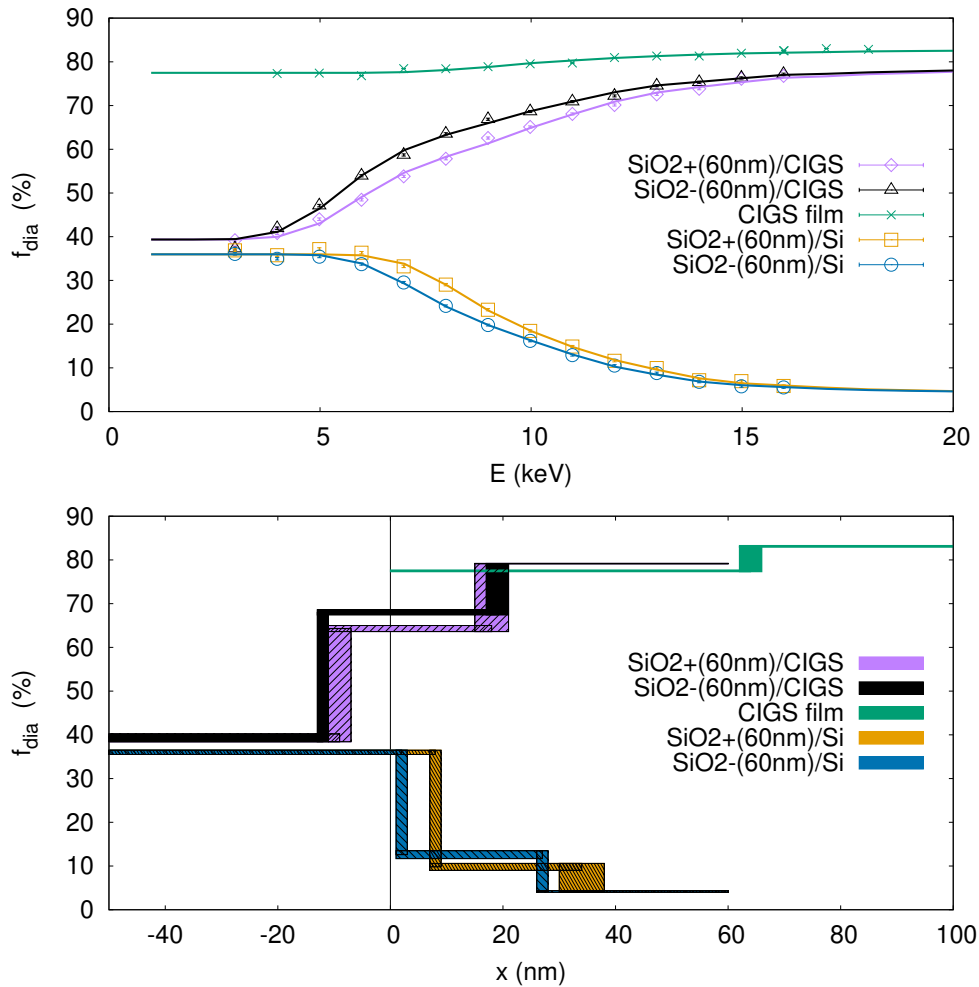 90
80
70
60
50
40
30
20
10
0
f_dia (%)
SiO2+(60nm)/CIGS
SiO2-(60nm)/CIGS
CIGS film
SiO2+(60nm)/Si
SiO2-(60nm)/Si
0 5 10 15 20
E (keV)
90
80
70
60
50
40
30
20
10
0
f_dia (%)
SiO2+(60nm)/CIGS
SiO2-(60nm)/CIGS
CIGS film
SiO2+(60nm)/Si
SiO2-(60nm)/Si
-40 -20 0 20 40 60 80 100
x (nm)